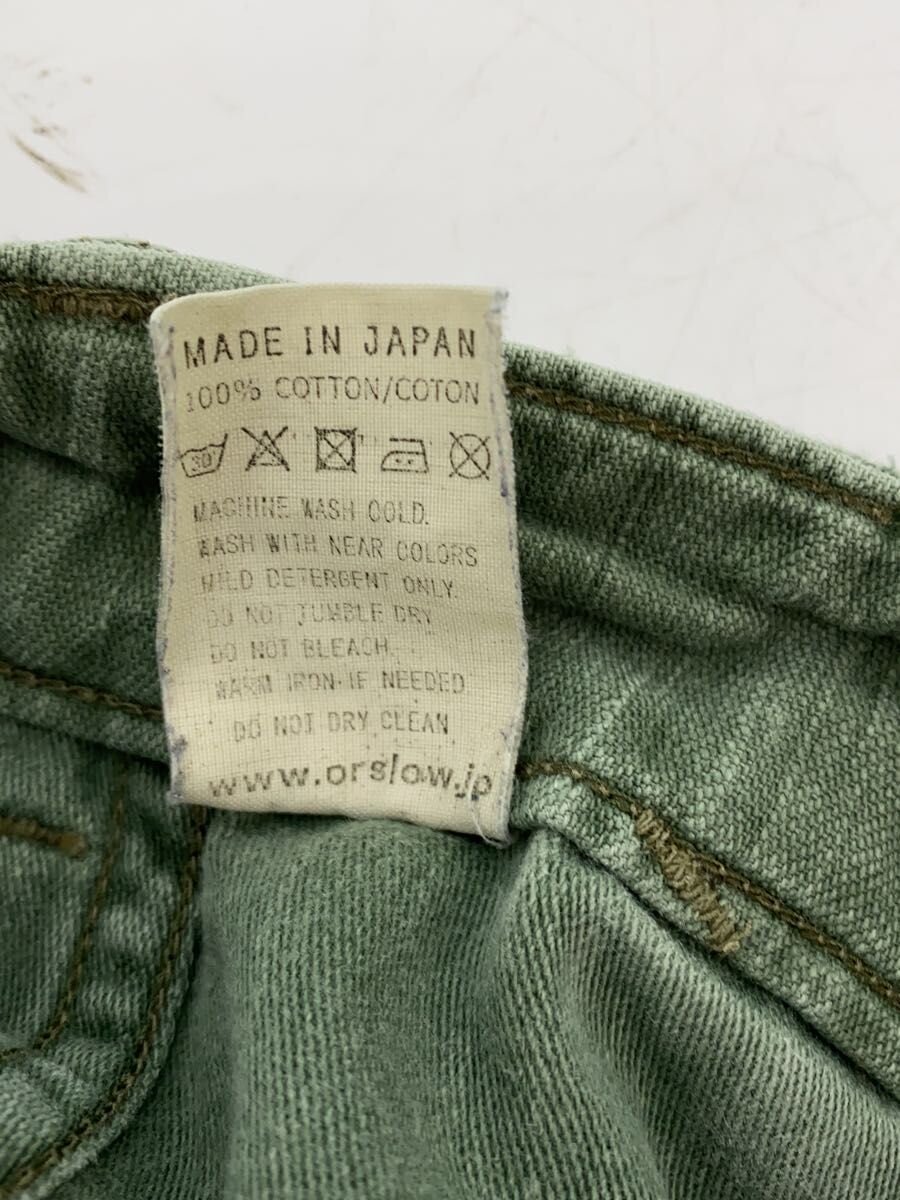 MADE IN JAPAN
100% COTTON/COTON
30
MACHINE WASH COLD.
WASH WITH NEAR COLORS
MILD DETERGENT ONLY.
DO NOT TUMBLE DRY
DO NOT BLEACH.
WARM IRON IF NEEDED
DO NOT DRY CLEAN
www.orslow.jp